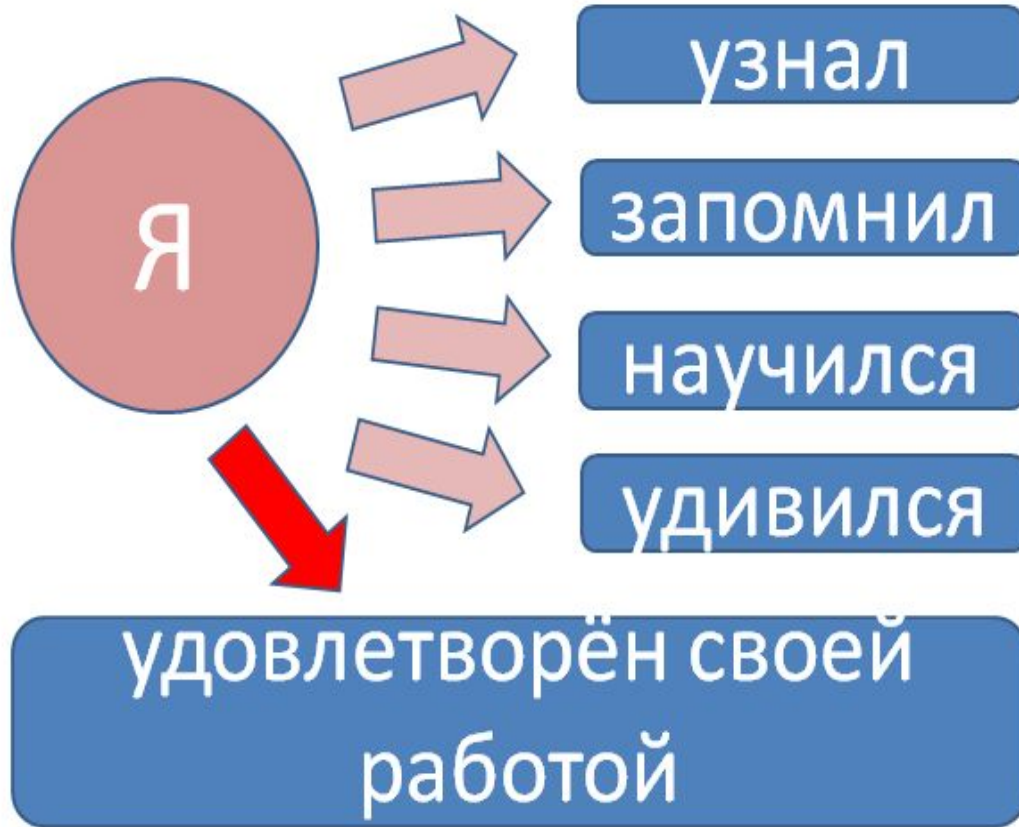 Я
узнал
запомнил
научился
удивился
удовлетворён своей
работой